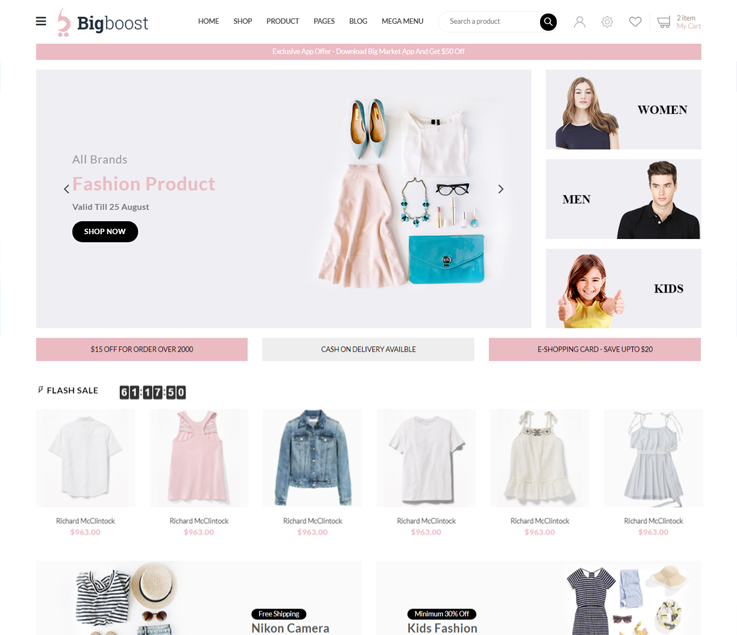 Bigboost
HOME SHOP PRODUCT PAGES BLOG MEGA MENU
Search a product
2 item
My Cart
Exclusive App Offer - Download Big Market App And Get $50 Off
All Brands
Fashion Product
Valid Till 25 August
SHOP NOW
WOMEN
MEN
KIDS
$15 OFF FOR ORDER OVER 2000
CASH ON DELIVERY AVAILBLE
E-SHOPPING CARD - SAVE UPTO $20
FLASH SALE 61:17:50
Richard McClintock Richard McClintock Richard McClintock Richard McClintock Richard McClintock Richard McClintock
$963.00 $963.00 $963.00 $963.00 $963.00 $963.00
Free Shipping
Nikon Camera
Minimum 30% Off
Kids Fashion